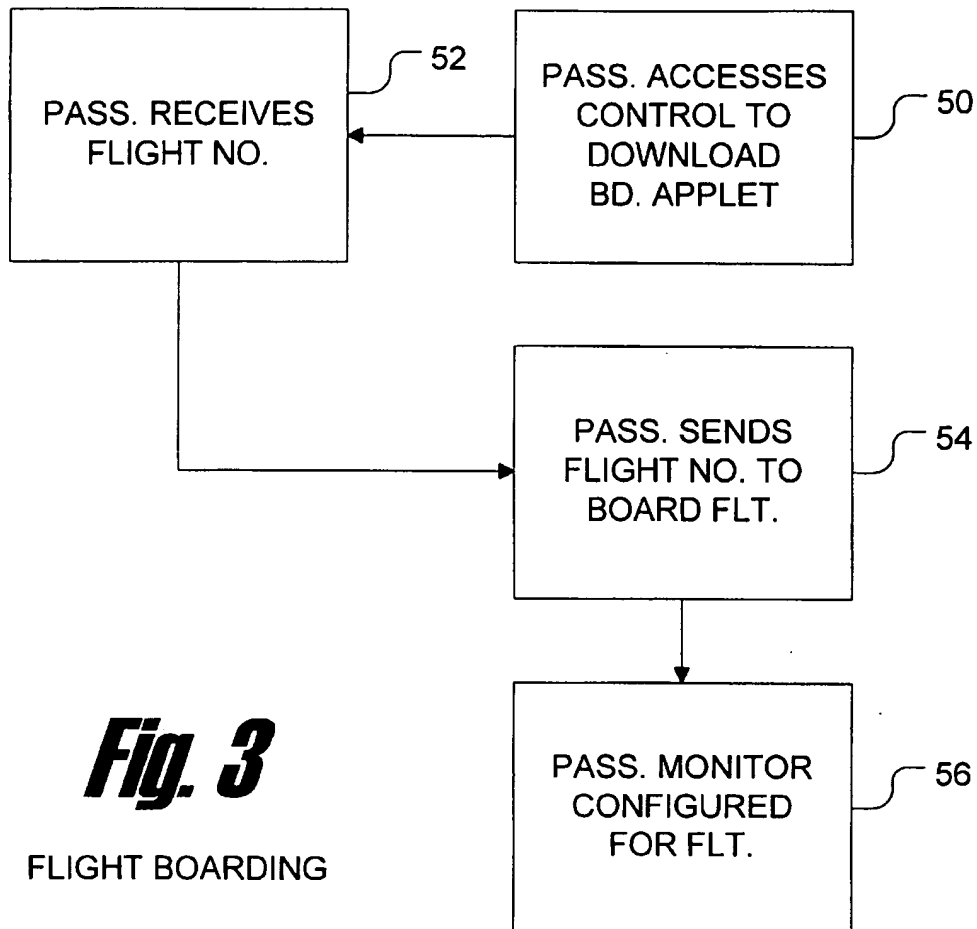 PASS. RECEIVES
FLIGHT NO.
52
PASS. ACCESSES
CONTROL TO
DOWNLOAD
BD. APPLET
50
PASS. SENDS
FLIGHT NO. TO
BOARD FLT.
54
PASS. MONITOR
CONFIGURED
FOR FLT.
56
Fig. 3
FLIGHT BOARDING